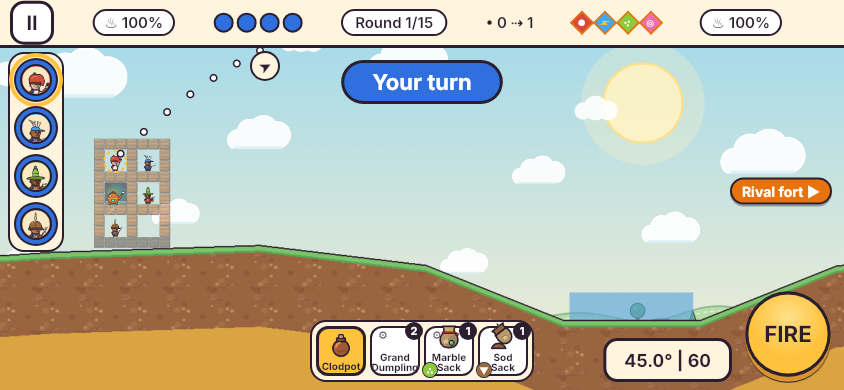 100%
Round 1/15
• 0 ⇢ 1
100%
Your turn
Rival fort ▶
Clodpot
2
Grand
Dumpling
1
Marble
Sack
1
Sod
Sack
45.0° | 60
FIRE